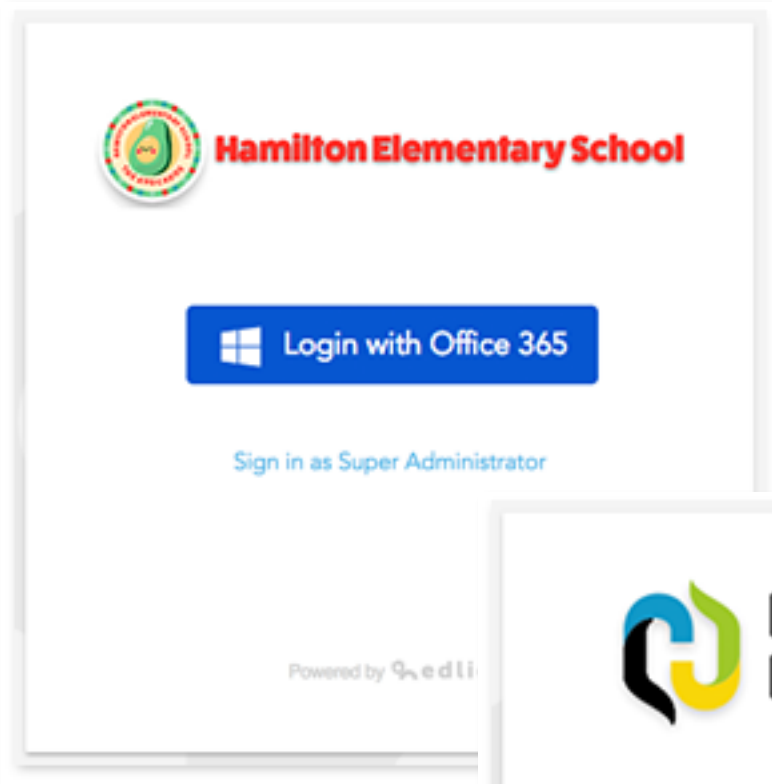 Hamilton Elementary School
Login with Office 365
Sign in as Super Administrator
Powered by